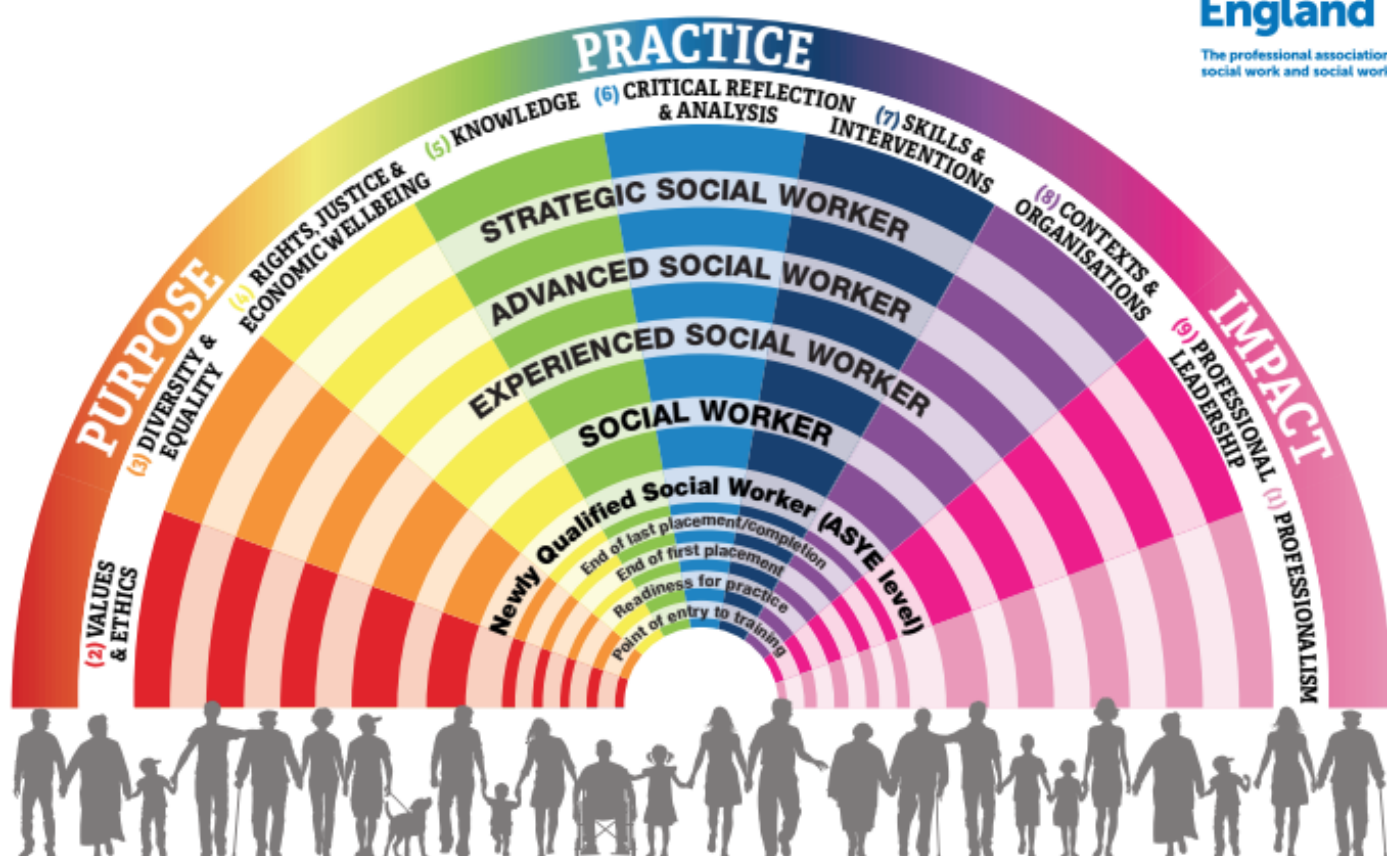 England
The professional association
social work and social work
PURPOSE
PRACTICE
IMPACT
(2) VALUES
& ETHICS
(3) DIVERSITY &
EQUALITY
(4) RIGHTS, JUSTICE &
ECONOMIC WELLBEING
(5) KNOWLEDGE
(6) CRITICAL REFLECTION
& ANALYSIS
(7) SKILLS &
INTERVENTIONS
(8) CONTEXTS &
ORGANISATIONS
(9) PROFESSIONAL
LEADERSHIP
(1) PROFESSIONALISM
STRATEGIC SOCIAL WORKER
ADVANCED SOCIAL WORKER
EXPERIENCED SOCIAL WORKER
SOCIAL WORKER
Newly Qualified Social Worker (ASYE level)
End of last placement/completion
End of first placement
Readiness for practice
Point of entry to training